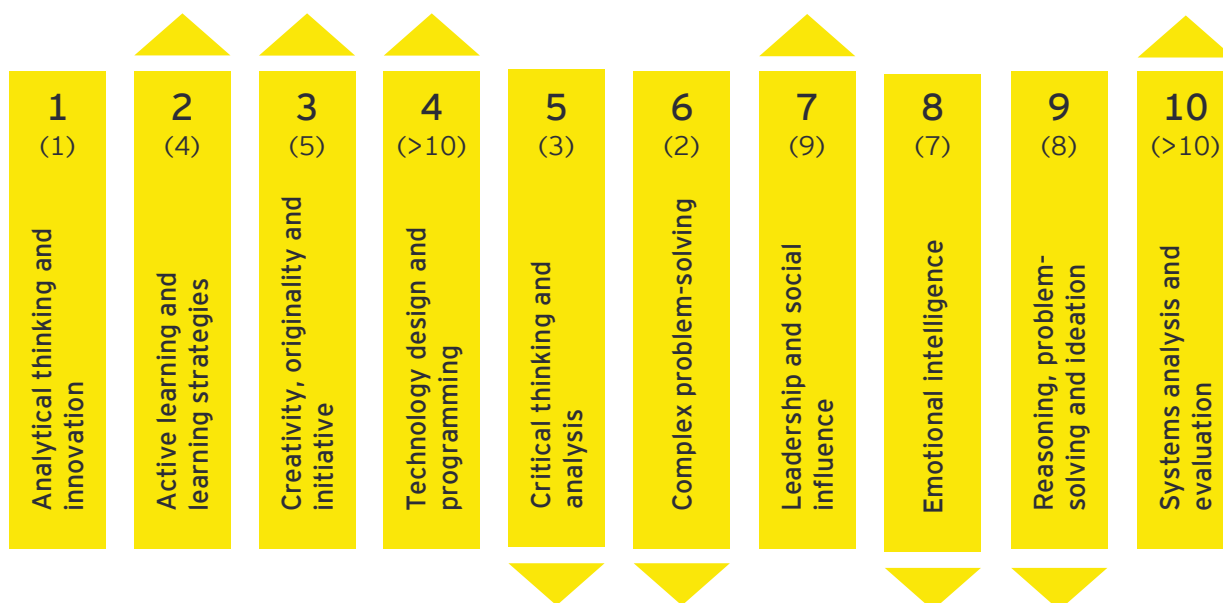 1
(1)
Analytical thinking and
innovation
2
(4)
Active learning and
learning strategies
3
(5)
Creativity, originality and
initiative
4
(>10)
Technology design and
programming
5
(3)
Critical thinking and
analysis
6
(2)
Complex problem-solving
7
(9)
Leadership and social
influence
8
(7)
Emotional intelligence
9
(8)
Reasoning, problem-
solving and ideation
10
(>10)
Systems analysis and
evaluation